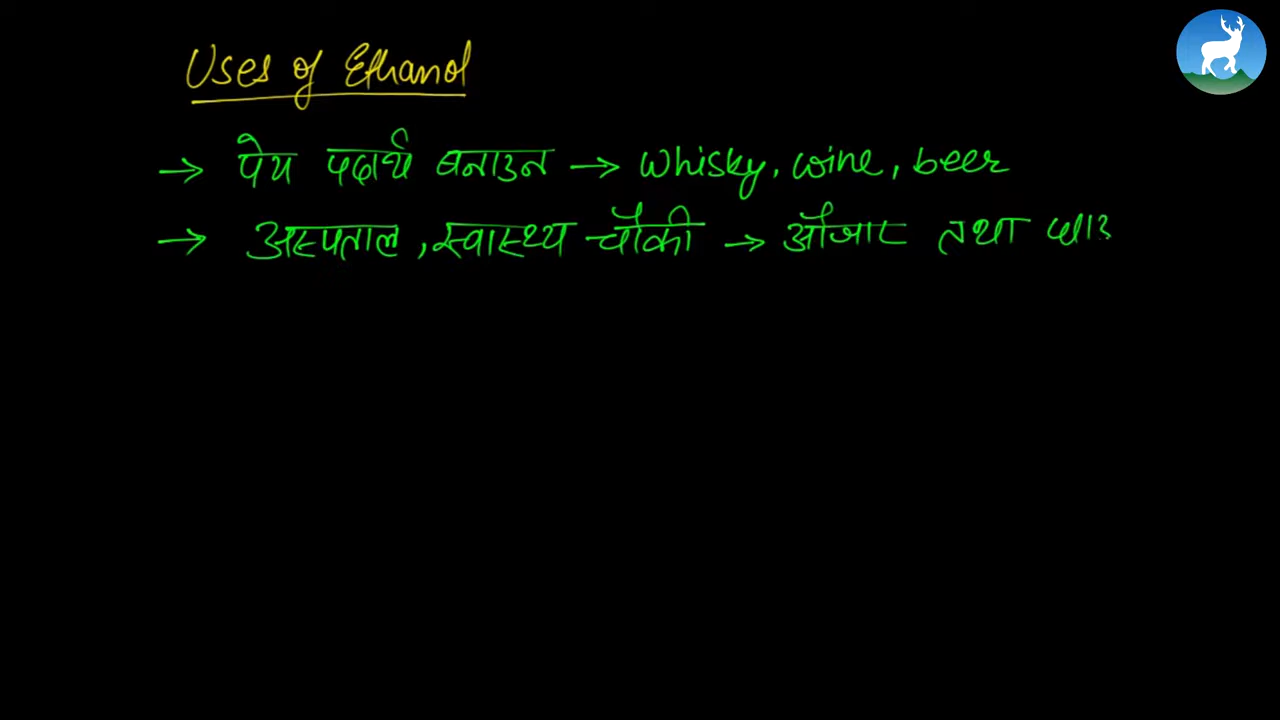 Uses of Ethanol
→ पेय पदार्थ बनाउन → Whisky, wine, beer
→ अस्पताल, स्वास्थ्य चौकी → औजार तथा